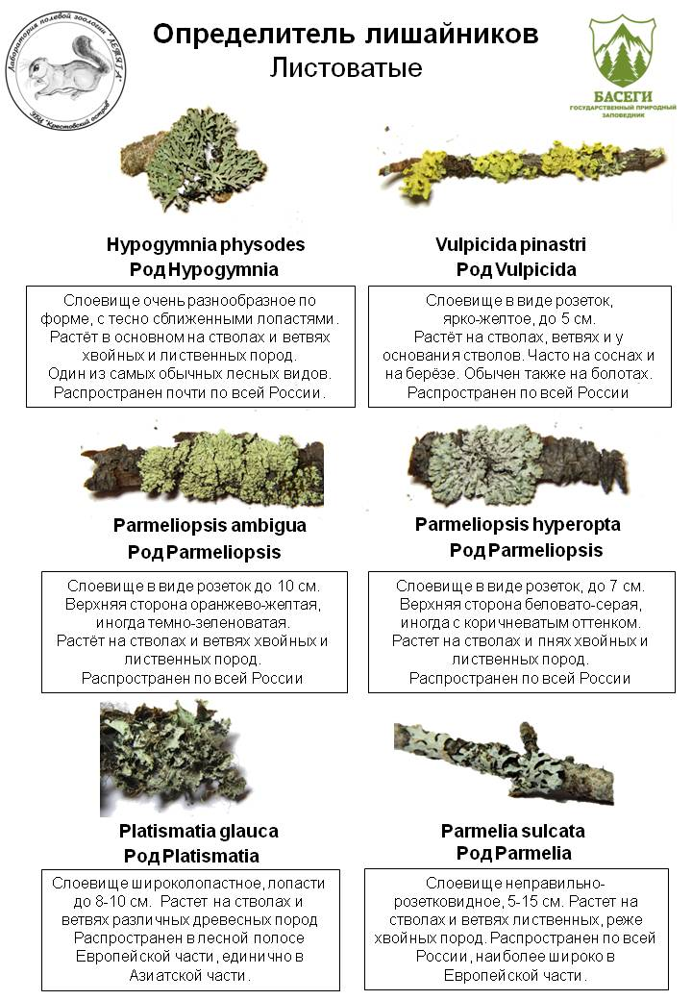 Определитель лишайников
Листоватые
Лаборатория полевой зоологии "ЛЕТЯГА"
ЭБЦ "Крестовский остров"
БАСЕГИ
ГОСУДАРСТВЕННЫЙ ПРИРОДНЫЙ
ЗАПОВЕДНИК
Hypogymnia physodes
Род Hypogymnia
Слоевище очень разнообразное по
форме, с тесно сближенными лопастями.
Растёт в основном на стволах и ветвях
хвойных и лиственных пород.
Один из самых обычных лесных видов.
Распространен почти по всей России.
Vulpicida pinastri
Род Vulpicida
Слоевище в виде розеток,
ярко-желтое, до 5 см.
Растёт на стволах, ветвях и у
основания стволов. Часто на соснах и
на берёзе. Обычен также на болотах.
Распространен по всей России
Parmeliopsis ambigua
Род Parmeliopsis
Слоевище в виде розеток до 10 см.
Верхняя сторона оранжево-желтая,
иногда темно-зеленоватая.
Растёт на стволах и ветвях хвойных и
лиственных пород.
Распространен по всей России
Parmeliopsis hyperopta
Род Parmeliopsis
Слоевище в виде розеток, до 7 см.
Верхняя сторона беловато-серая,
иногда с коричневатым оттенком.
Растет на стволах и пнях хвойных и
лиственных пород.
Распространен по всей России
Platismatia glauca
Род Platismatia
Слоевище широколопастное, лопасти
до 8-10 см. Растет на стволах и
ветвях различных древесных пород
Распространен в лесной полосе
Европейской части, единично в
Азиатской части.
Parmelia sulcata
Род Parmelia
Слоевище неправильно-
розетковидное, 5-15 см. Растет на
стволах и ветвях лиственных, реже
хвойных пород. Распространен по всей
России, наиболее широко в
Европейской части.